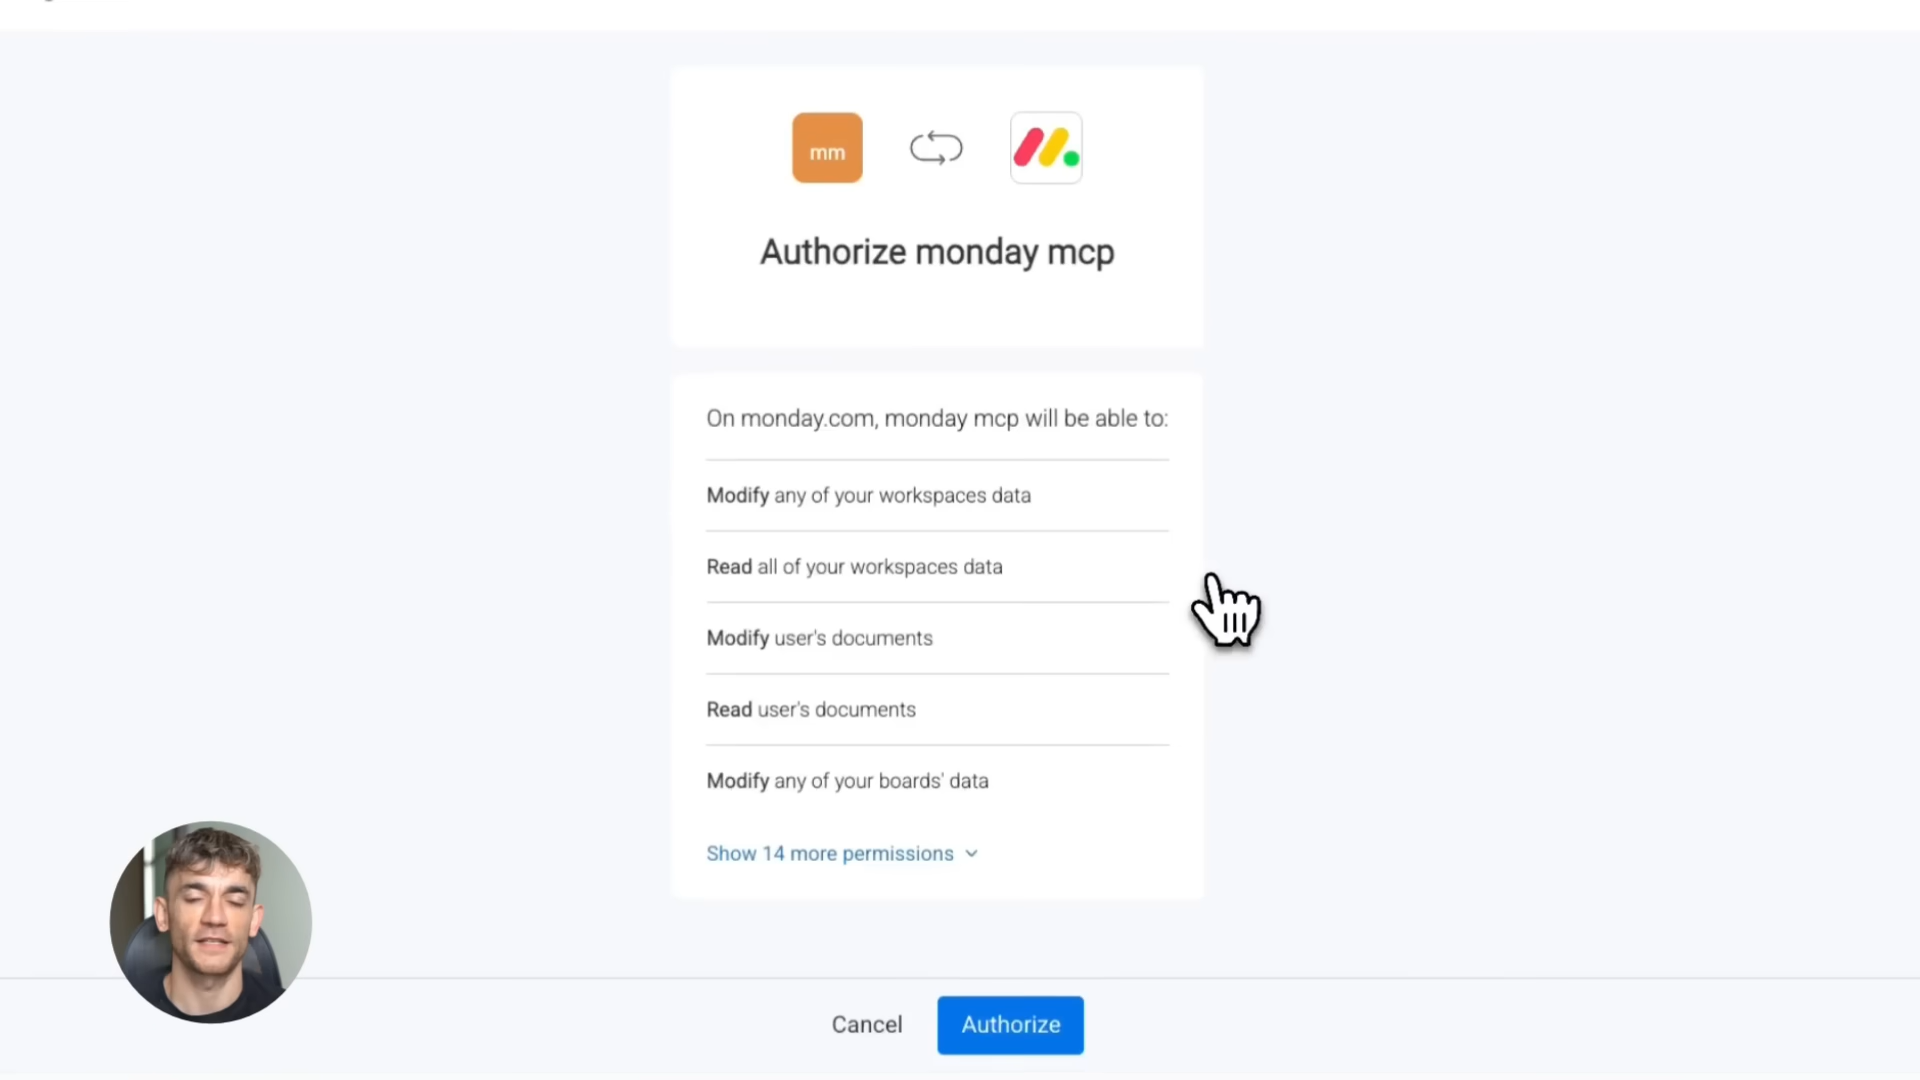 mm
Authorize monday mcp
On monday.com, monday mcp will be able to:
Modify any of your workspaces data
Read all of your workspaces data
Modify user's documents
Read user's documents
Modify any of your boards' data
Show 14 more permissions
Cancel
Authorize